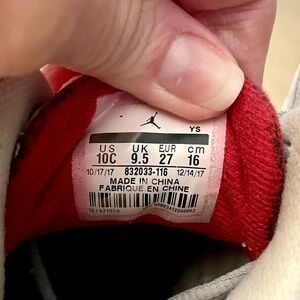 YS
US UK EUR cm
10C 9.5 27 16
10/17/17 832033-116 12/14/17
MADE IN CHINA
FABRIQUE EN CHINE